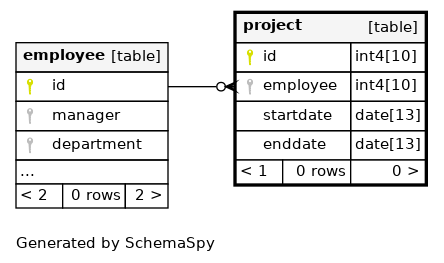 employee [table]
id
manager
department
...
< 2 0 rows 2 >
project [table]
id int4[10]
employee int4[10]
startdate date[13]
enddate date[13]
< 1 0 rows 0 >
Generated by SchemaSpy